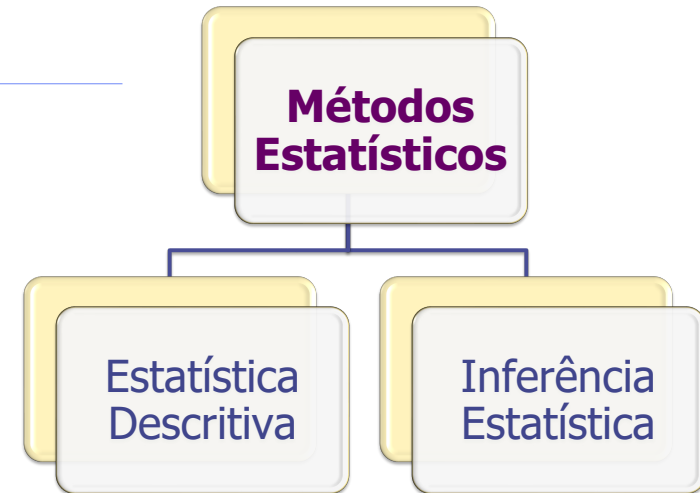 Métodos
Estatísticos
Estatística
Descritiva
Inferência
Estatística